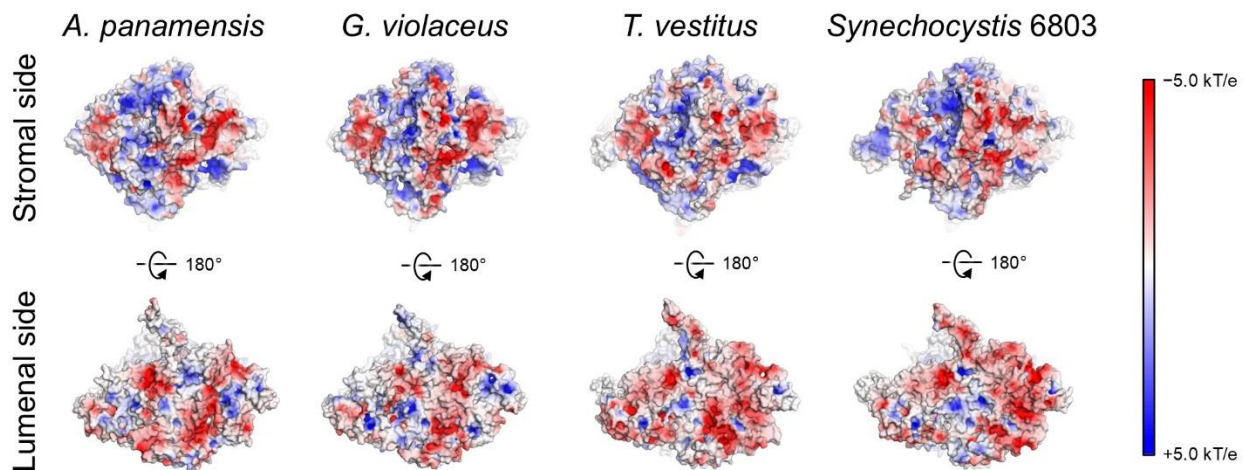 A. panamensis G. violaceus T. vestitus Synechocystis 6803
Stromal side
−5.0 kT/e
180° 180° 180° 180°
Lumenal side
+5.0 kT/e